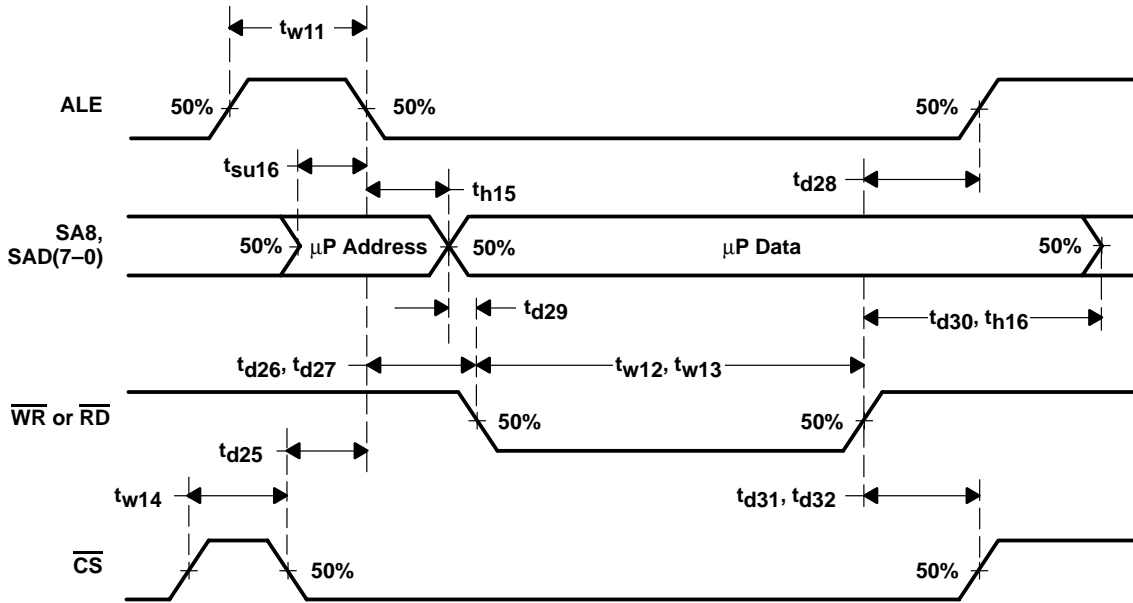 tw11
ALE 50% 50% 50%
tsu16 th15 td28
SA8,
SAD(7–0) 50% μP Address 50% μP Data 50%
td29 td30, th16
td26, td27 tw12, tw13
WR or RD 50% 50%
td25
tw14 td31, td32
CS 50% 50%